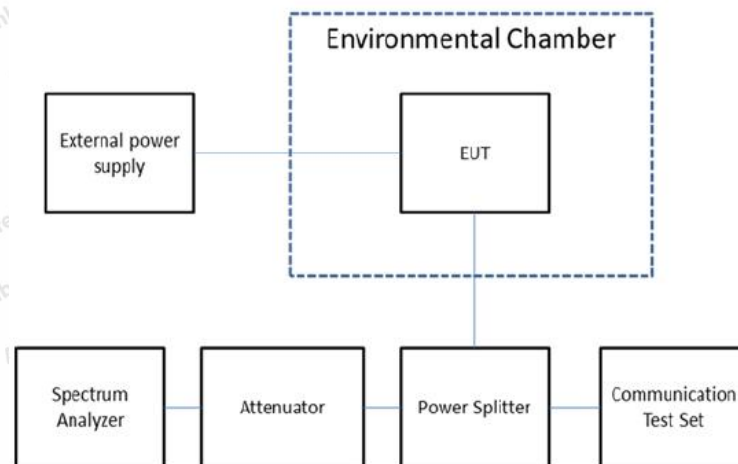 Environmental Chamber
External power
supply
EUT
Spectrum
Analyzer
Attenuator
Power Splitter
Communication
Test Set